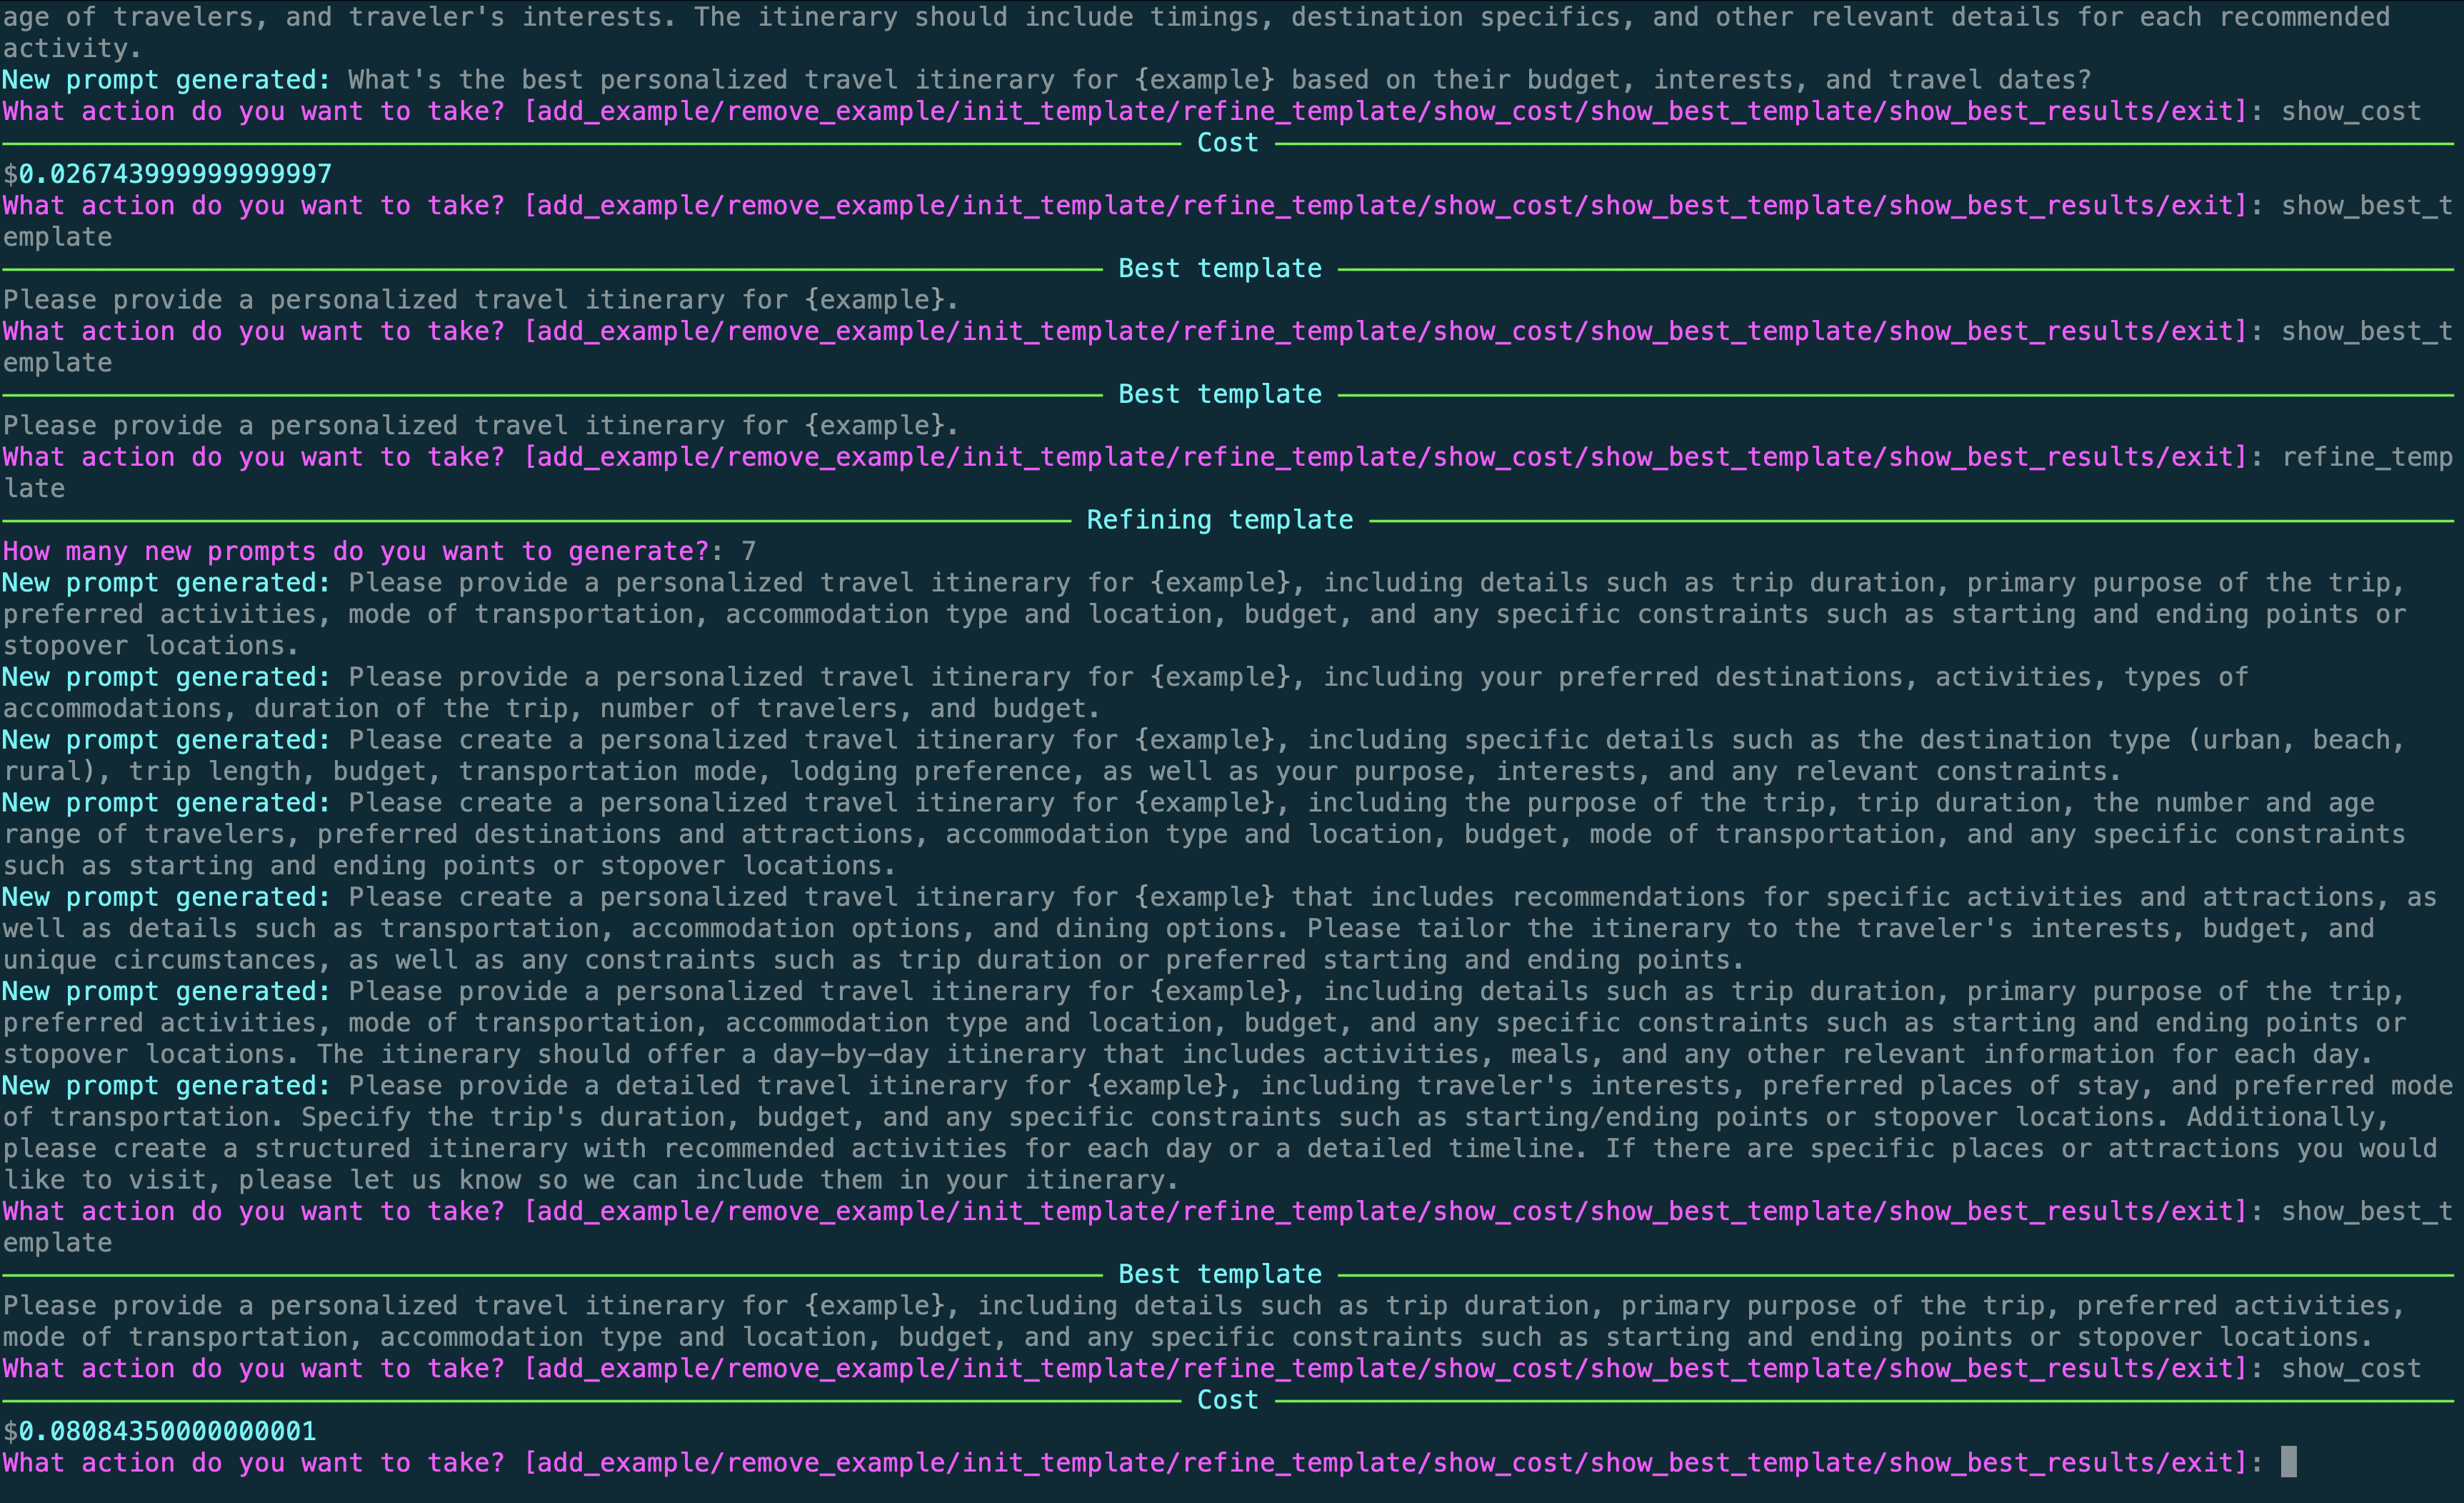 age of travelers, and traveler's interests. The itinerary should include timings, destination specifics, and other relevant details for each recommended
activity.
New prompt generated: What's the best personalized travel itinerary for {example} based on their budget, interests, and travel dates?
What action do you want to take? [add_example/remove_example/init_template/refine_template/show_cost/show_best_template/show_best_results/exit]: show_cost
Cost
$0.026743999999999997
What action do you want to take? [add_example/remove_example/init_template/refine_template/show_cost/show_best_template/show_best_results/exit]: show_best_t
emplate
Best template
Please provide a personalized travel itinerary for {example}.
What action do you want to take? [add_example/remove_example/init_template/refine_template/show_cost/show_best_template/show_best_results/exit]: show_best_t
emplate
Best template
Please provide a personalized travel itinerary for {example}.
What action do you want to take? [add_example/remove_example/init_template/refine_template/show_cost/show_best_template/show_best_results/exit]: refine_temp
late
Refining template
How many new prompts do you want to generate?: 7
New prompt generated: Please provide a personalized travel itinerary for {example}, including details such as trip duration, primary purpose of the trip,
preferred activities, mode of transportation, accommodation type and location, budget, and any specific constraints such as starting and ending points or
stopover locations.
New prompt generated: Please provide a personalized travel itinerary for {example}, including your preferred destinations, activities, types of
accommodations, duration of the trip, number of travelers, and budget.
New prompt generated: Please create a personalized travel itinerary for {example}, including specific details such as the destination type (urban, beach,
rural), trip length, budget, transportation mode, lodging preference, as well as your purpose, interests, and any relevant constraints.
New prompt generated: Please create a personalized travel itinerary for {example}, including the purpose of the trip, trip duration, the number and age
range of travelers, preferred destinations and attractions, accommodation type and location, budget, mode of transportation, and any specific constraints
such as starting and ending points or stopover locations.
New prompt generated: Please create a personalized travel itinerary for {example} that includes recommendations for specific activities and attractions, as
well as details such as transportation, accommodation options, and dining options. Please tailor the itinerary to the traveler's interests, budget, and
unique circumstances, as well as any constraints such as trip duration or preferred starting and ending points.
New prompt generated: Please provide a personalized travel itinerary for {example}, including details such as trip duration, primary purpose of the trip,
preferred activities, mode of transportation, accommodation type and location, budget, and any specific constraints such as starting and ending points or
stopover locations. The itinerary should offer a day-by-day itinerary that includes activities, meals, and any other relevant information for each day.
New prompt generated: Please provide a detailed travel itinerary for {example}, including traveler's interests, preferred places of stay, and preferred mode
of transportation. Specify the trip's duration, budget, and any specific constraints such as starting/ending points or stopover locations. Additionally,
please create a structured itinerary with recommended activities for each day or a detailed timeline. If there are specific places or attractions you would
like to visit, please let us know so we can include them in your itinerary.
What action do you want to take? [add_example/remove_example/init_template/refine_template/show_cost/show_best_template/show_best_results/exit]: show_best_t
emplate
Best template
Please provide a personalized travel itinerary for {example}, including details such as trip duration, primary purpose of the trip, preferred activities,
mode of transportation, accommodation type and location, budget, and any specific constraints such as starting and ending points or stopover locations.
What action do you want to take? [add_example/remove_example/init_template/refine_template/show_cost/show_best_template/show_best_results/exit]: show_cost
Cost
$0.08084350000000001
What action do you want to take? [add_example/remove_example/init_template/refine_template/show_cost/show_best_template/show_best_results/exit]: